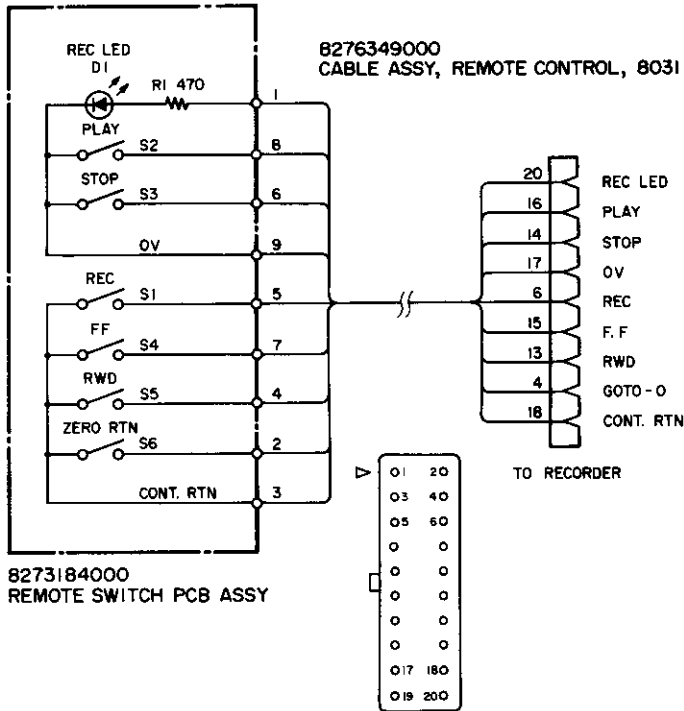 REC LED
D1
R1 470
1
PLAY
S2
8
STOP
S3
6
0V
9
REC
S1
5
FF
S4
7
RWD
S5
4
ZERO RTN
S6
2
CONT. RTN
3
8273184000
REMOTE SWITCH PCB ASSY
8276349000
CABLE ASSY, REMOTE CONTROL, 8031
20 REC LED
16 PLAY
14 STOP
17 0V
6 REC
15 F.F
13 RWD
4 GOTO-0
18 CONT. RTN
TO RECORDER
1 2
3 4
5 6
17 18
19 20